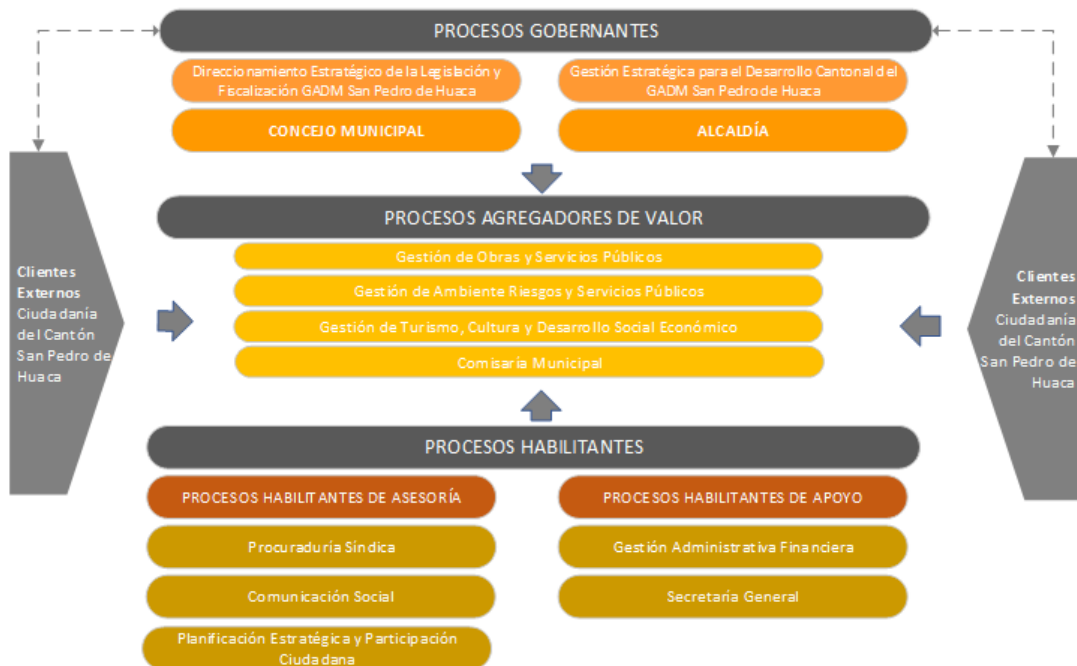 PROCESOS GOBERNANTES
Direccionamiento Estratégico de la Legislación y
Fiscalización GADM San Pedro de Huaca
Gestión Estratégica para el Desarrollo Cantonal del
GADM San Pedro de Huaca
CONCEJO MUNICIPAL
ALCALDÍA
PROCESOS AGREGADORES DE VALOR
Gestión de Obras y Servicios Públicos
Gestión de Ambiente Riesgos y Servicios Públicos
Gestión de Turismo, Cultura y Desarrollo Social Económico
Comisaría Municipal
Clientes
Externos
Ciudadanía
del Cantón
San Pedro de
Huaca
Clientes
Externos
Ciudadanía
del Cantón
San Pedro de
Huaca
PROCESOS HABILITANTES
PROCESOS HABILITANTES DE ASESORÍA
PROCESOS HABILITANTES DE APOYO
Procuraduría Síndica
Gestión Administrativa Financiera
Comunicación Social
Secretaría General
Planificación Estratégica y Participación
Ciudadana